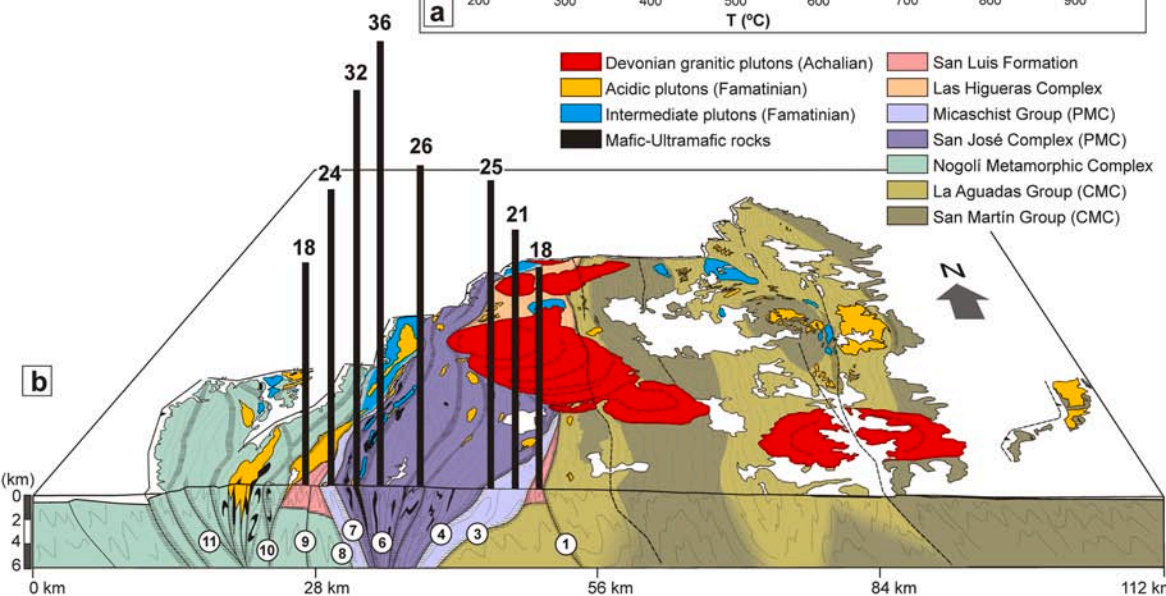 200 300 400 500 600 700 800 900
a
T (ºC)
36
32
26
25
24
21
18
18
Devonian granitic plutons (Achalian)
Acidic plutons (Famatinian)
Intermediate plutons (Famatinian)
Mafic-Ultramafic rocks
San Luis Formation
Las Higueras Complex
Micaschist Group (PMC)
San José Complex (PMC)
Nogolí Metamorphic Complex
La Aguadas Group (CMC)
San Martín Group (CMC)
N
b
(km)
0
2
4
6
11 10 9 8 7 6 4 3 1
0 km 28 km 56 km 84 km 112 km